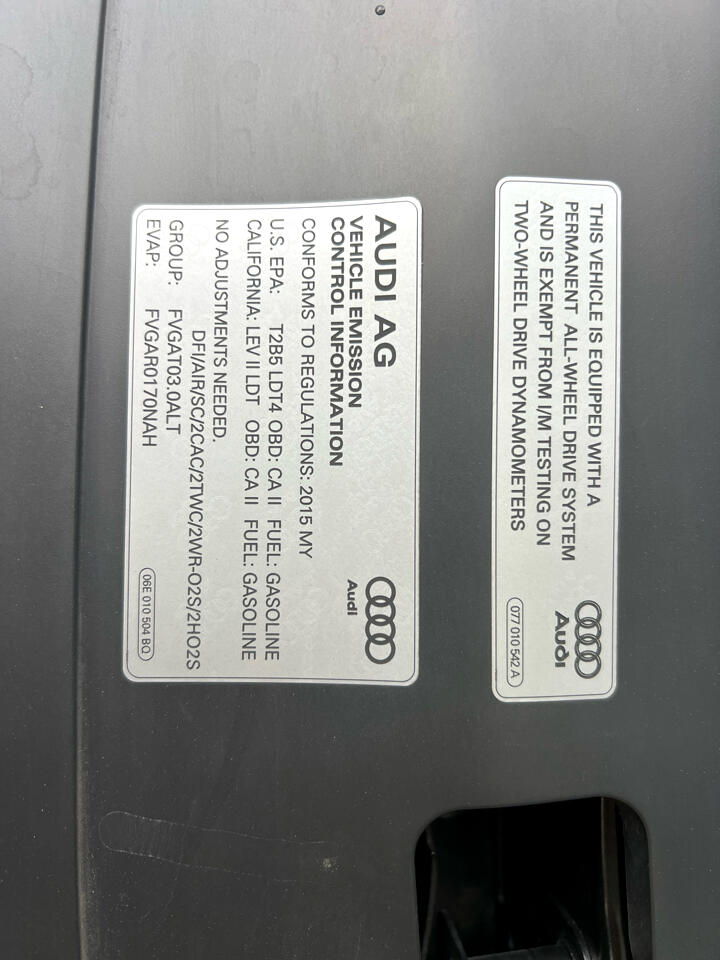 THIS VEHICLE IS EQUIPPED WITH A
PERMANENT ALL-WHEEL DRIVE SYSTEM
AND IS EXEMPT FROM I/M TESTING ON
TWO-WHEEL DRIVE DYNAMOMETERS
Audi
077 010 542 A
AUDI AG
VEHICLE EMISSION
CONTROL INFORMATION
Audi
CONFORMS TO REGULATIONS: 2015 MY
U.S. EPA: T2B5 LDT4 OBD: CA II FUEL: GASOLINE
CALIFORNIA: LEV II LDT OBD: CA II FUEL: GASOLINE
NO ADJUSTMENTS NEEDED.
DFI/AIR/SC/2CAC/2TWC/2WR-O2S/2HO2S
GROUP: FVGAT03.0ALT
EVAP: FVGAR0170NAH
06E 010 504 BQ